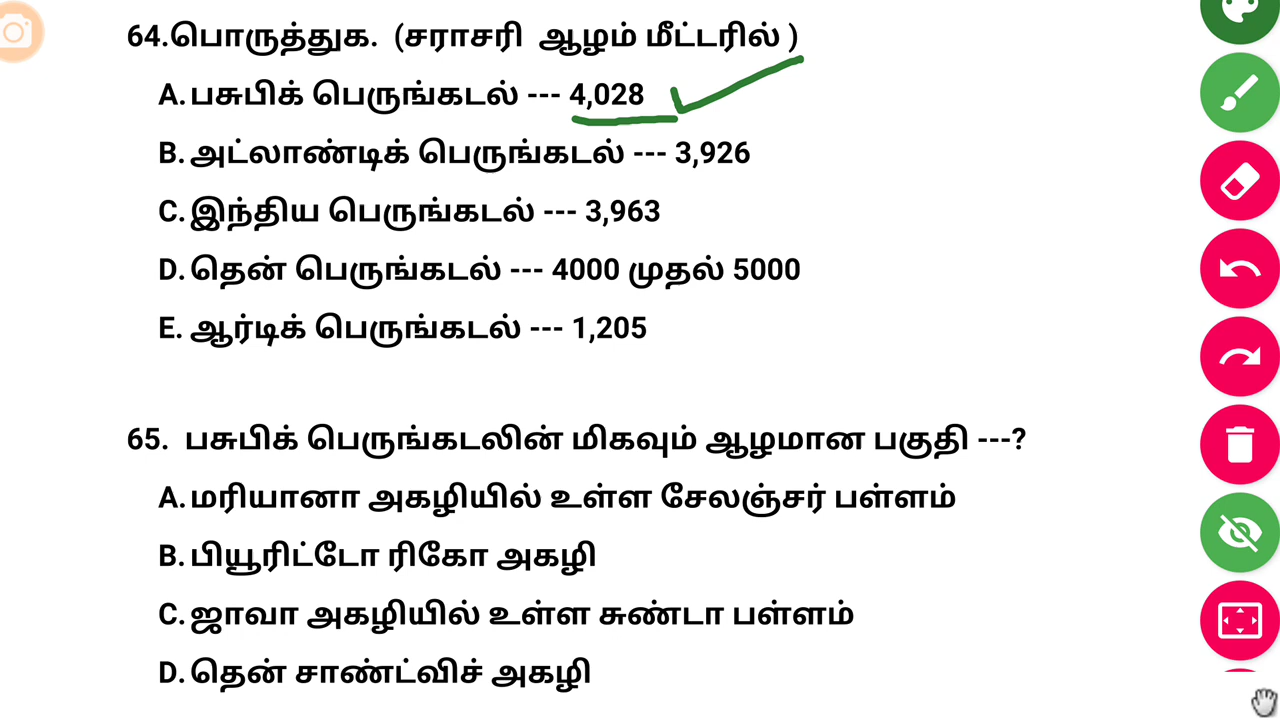 64.பொருத்துக. (சராசரி ஆழம் மீட்டரில் )
A. பசுபிக் பெருங்கடல் --- 4,028
B. அட்லாண்டிக் பெருங்கடல் --- 3,926
C. இந்திய பெருங்கடல் --- 3,963
D. தென் பெருங்கடல் --- 4000 முதல் 5000
E. ஆர்டிக் பெருங்கடல் --- 1,205
65. பசுபிக் பெருங்கடலின் மிகவும் ஆழமான பகுதி ---?
A. மரியானா அகழியில் உள்ள சேலஞ்சர் பள்ளம்
B. பியூரிட்டோ ரிகோ அகழி
C. ஜாவா அகழியில் உள்ள சுண்டா பள்ளம்
D. தென் சாண்ட்விச் அகழி